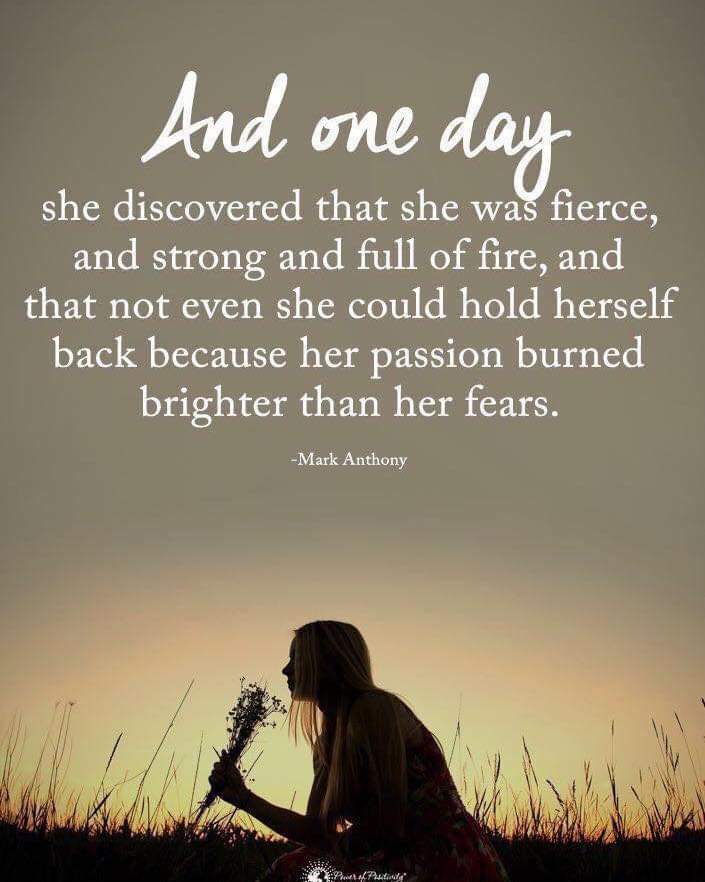 And one day
she discovered that she was fierce,
and strong and full of fire, and
that not even she could hold herself
back because her passion burned
brighter than her fears.
-Mark Anthony
Power of Positivity